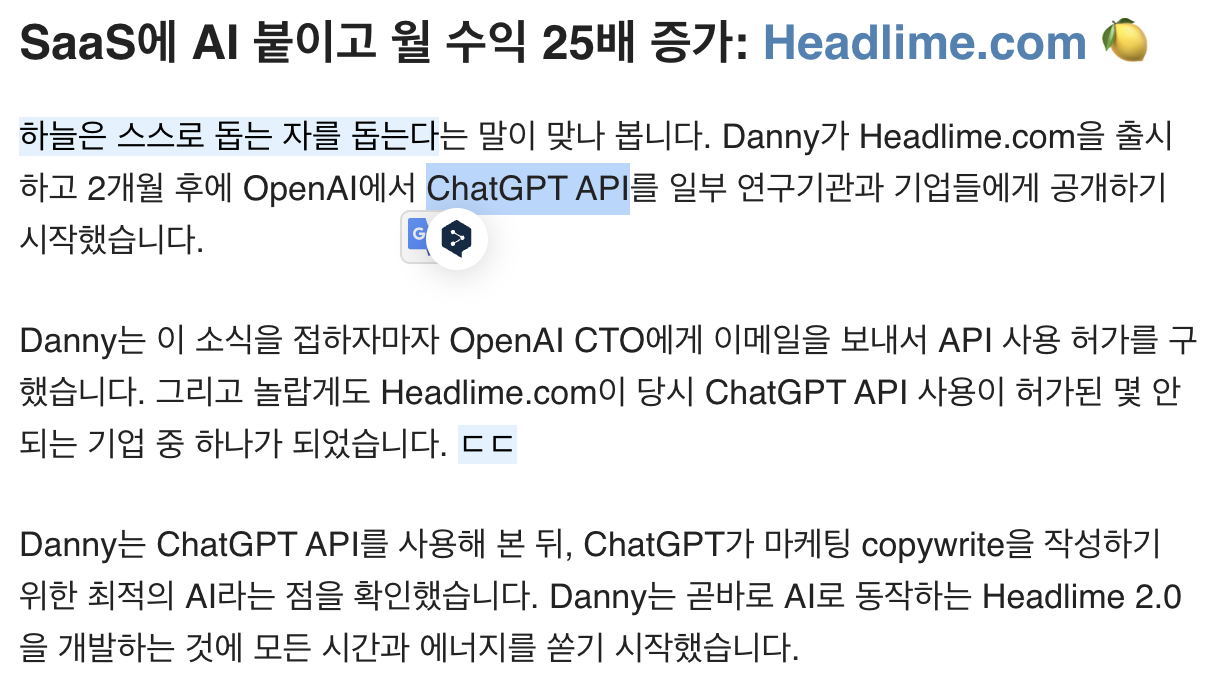 SaaS에 AI 붙이고 월 수익 25배 증가: Headlime.com 🍋
하늘은 스스로 돕는 자를 돕는다는 말이 맞나 봅니다. Danny가 Headlime.com을 출시
하고 2개월 후에 OpenAI에서 ChatGPT API를 일부 연구기관과 기업들에게 공개하기
시작했습니다.
G
Danny는 이 소식을 접하자마자 OpenAI CTO에게 이메일을 보내서 API 사용 허가를 구
했습니다. 그리고 놀랍게도 Headlime.com이 당시 ChatGPT API 사용이 허가된 몇 안
되는 기업 중 하나가 되었습니다. ㄷㄷ
Danny는 ChatGPT API를 사용해 본 뒤, ChatGPT가 마케팅 copywrite을 작성하기
위한 최적의 AI라는 점을 확인했습니다. Danny는 곧바로 AI로 동작하는 Headlime 2.0
을 개발하는 것에 모든 시간과 에너지를 쏟기 시작했습니다.